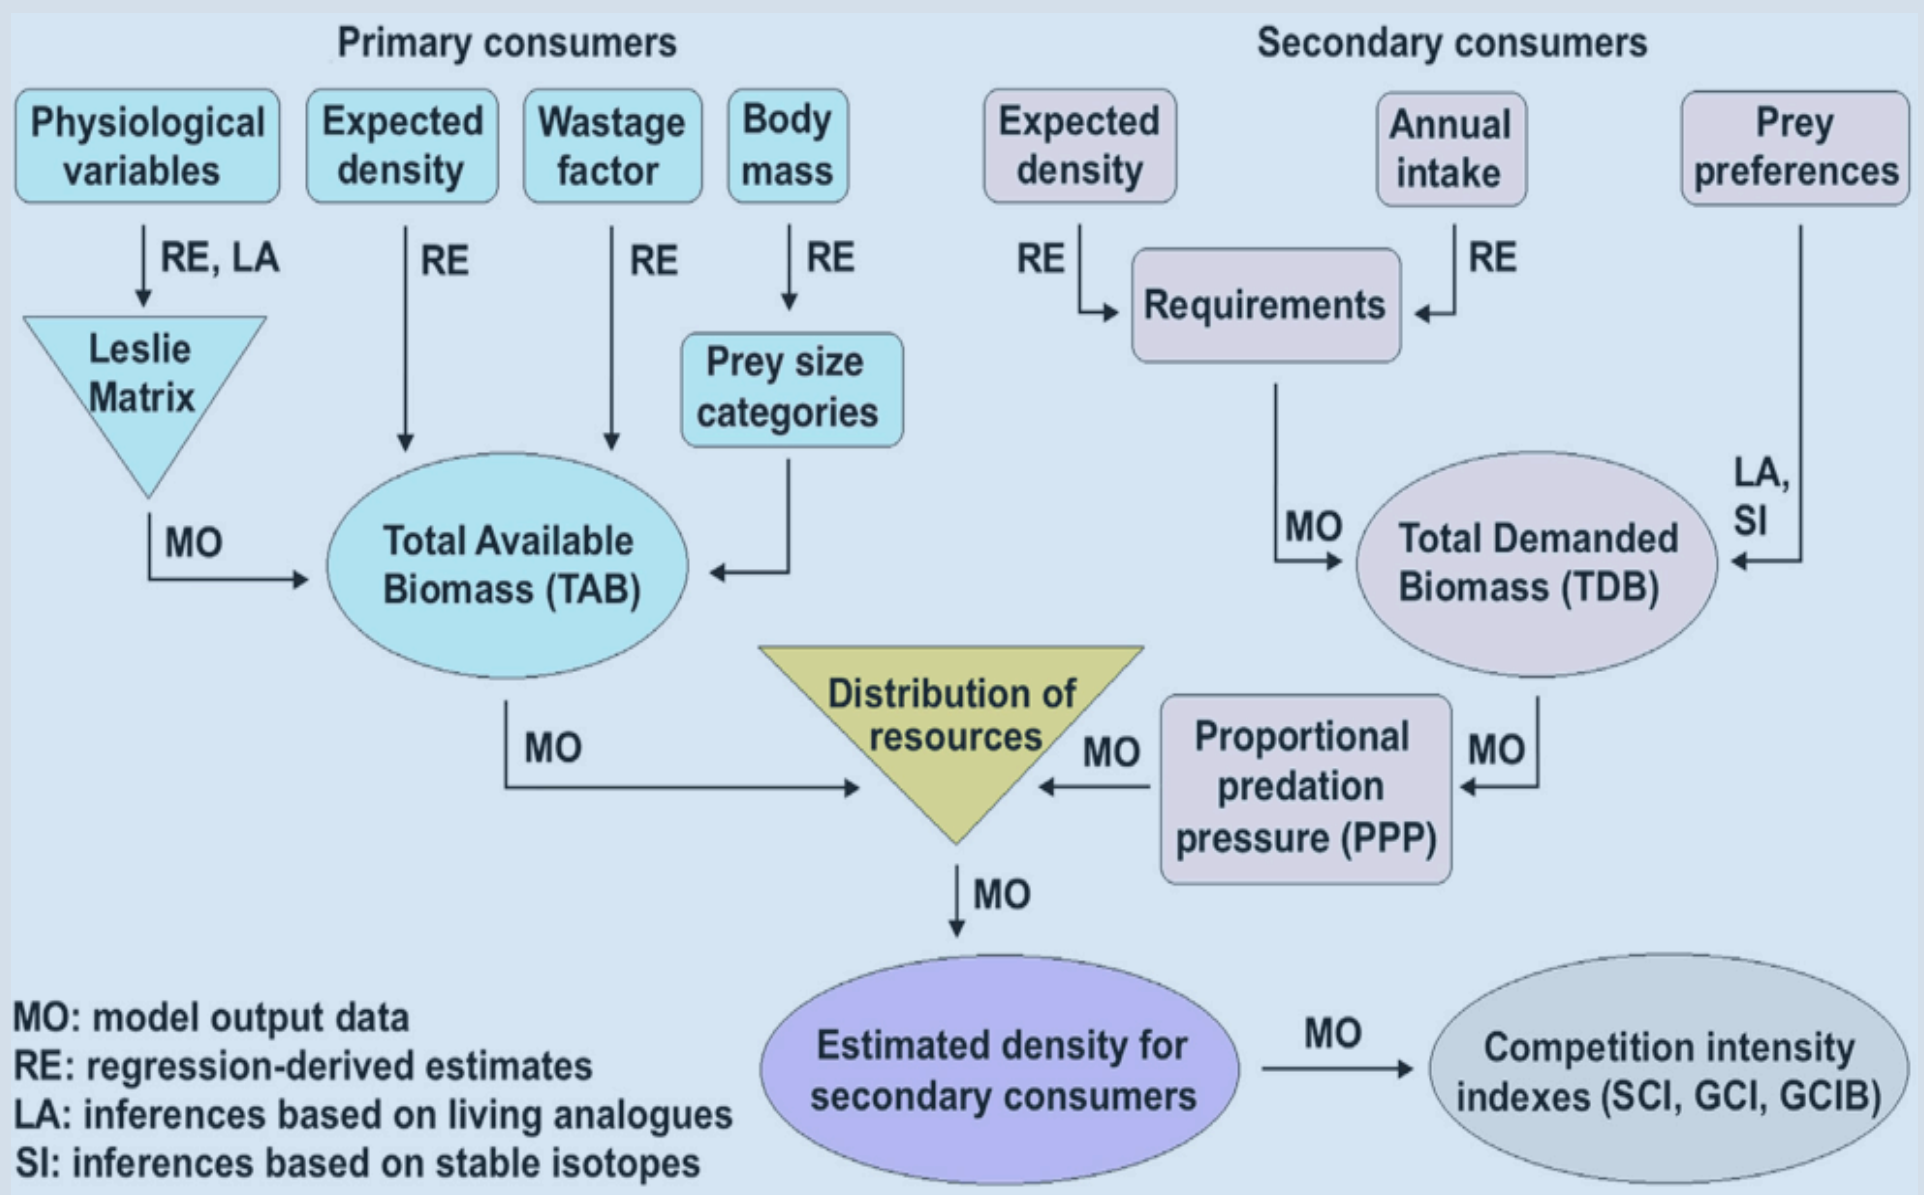 Primary consumers
Secondary consumers
Physiological
variables
Expected
density
Wastage
factor
Body
mass
Expected
density
Annual
intake
Prey
preferences
RE, LA
RE
RE
RE
RE
RE
Requirements
Leslie
Matrix
Prey size
categories
LA,
SI
MO
MO
Total Available
Biomass (TAB)
Total Demanded
Biomass (TDB)
Distribution of
resources
MO
MO
MO
Proportional
predation
pressure (PPP)
MO
Estimated density for
secondary consumers
MO
Competition intensity
indexes (SCI, GCI, GCIB)
MO: model output data
RE: regression-derived estimates
LA: inferences based on living analogues
SI: inferences based on stable isotopes